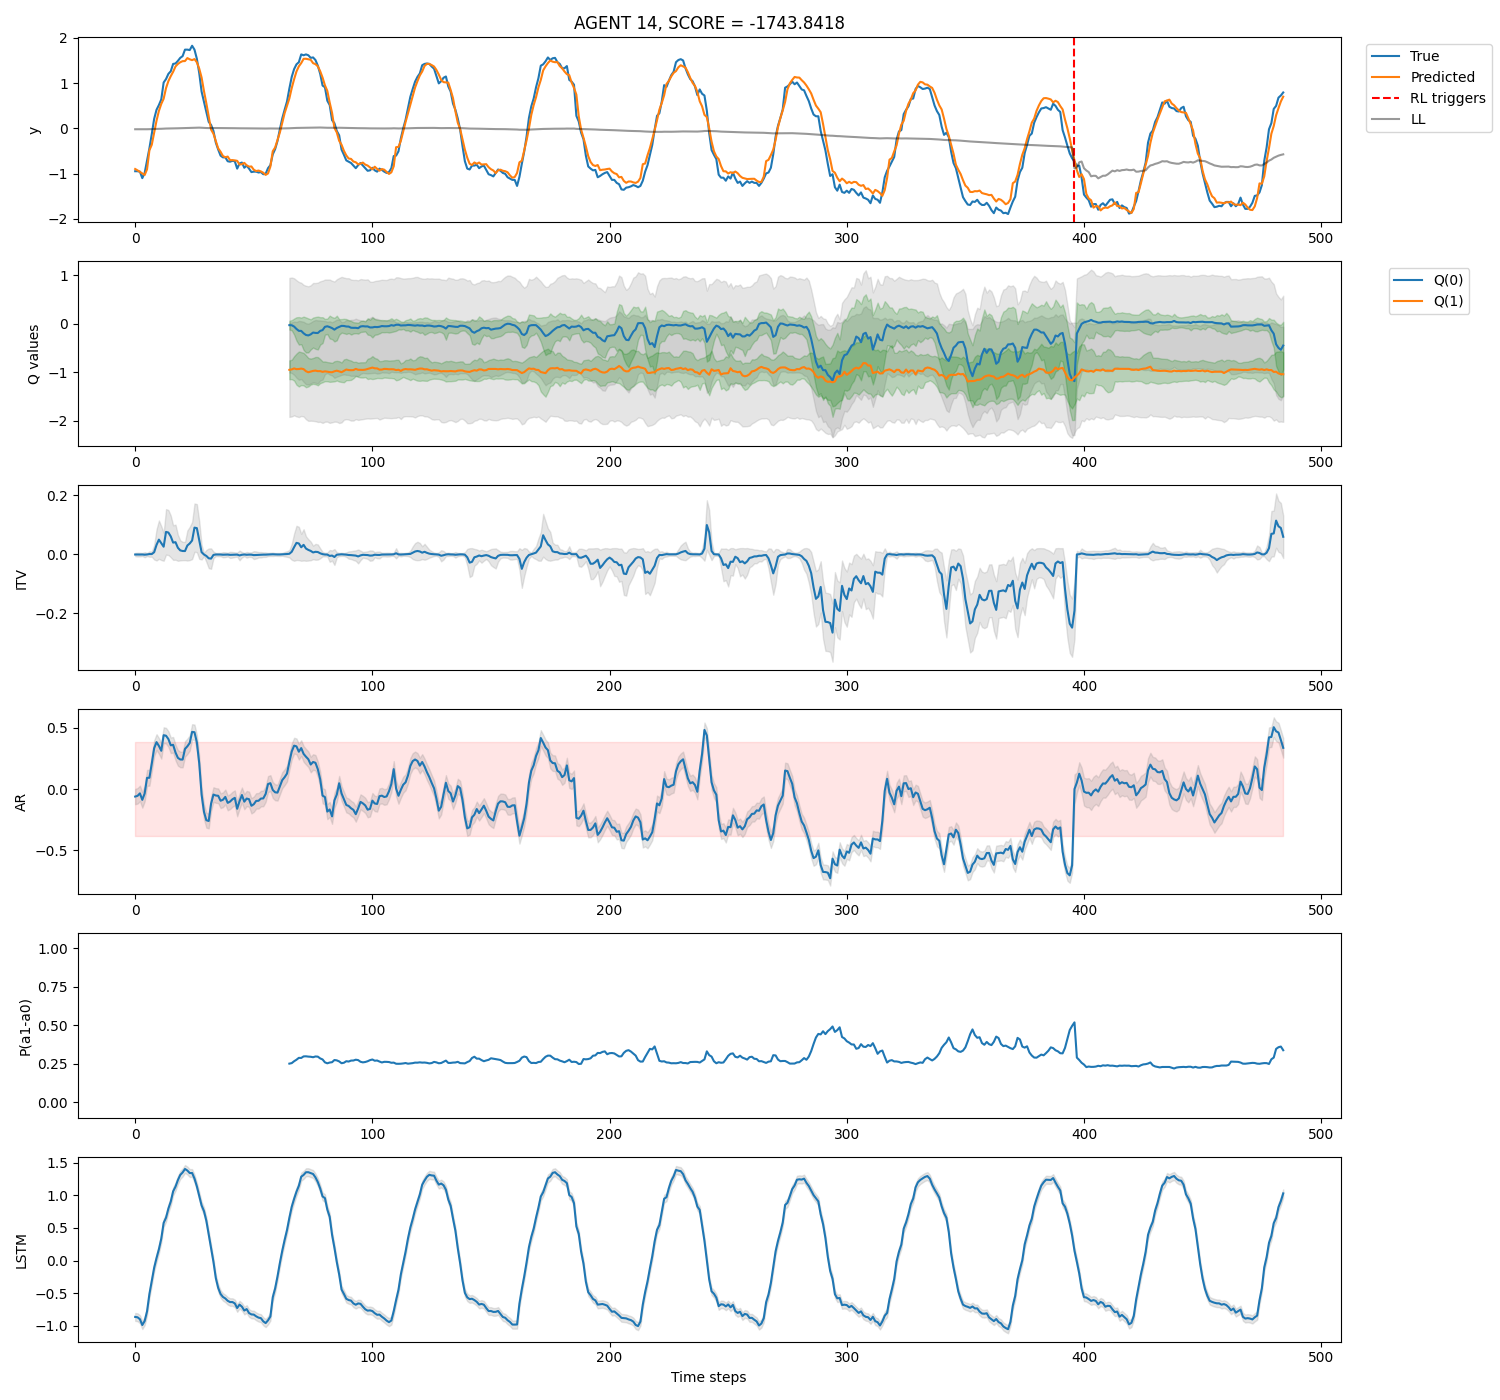 AGENT 14, SCORE = -1743.8418
2
1
0
−1
−2
y
0 100 200 300 400 500
True
Predicted
RL triggers
LL
1
0
−1
−2
Q values
0 100 200 300 400 500
Q(0)
Q(1)
0.2
0.0
−0.2
ITV
0 100 200 300 400 500
0.5
0.0
−0.5
AR
0 100 200 300 400 500
1.00
0.75
0.50
0.25
0.00
P(a1-a0)
0 100 200 300 400 500
1.5
1.0
0.5
0.0
−0.5
−1.0
LSTM
0 100 200 300 400 500
Time steps